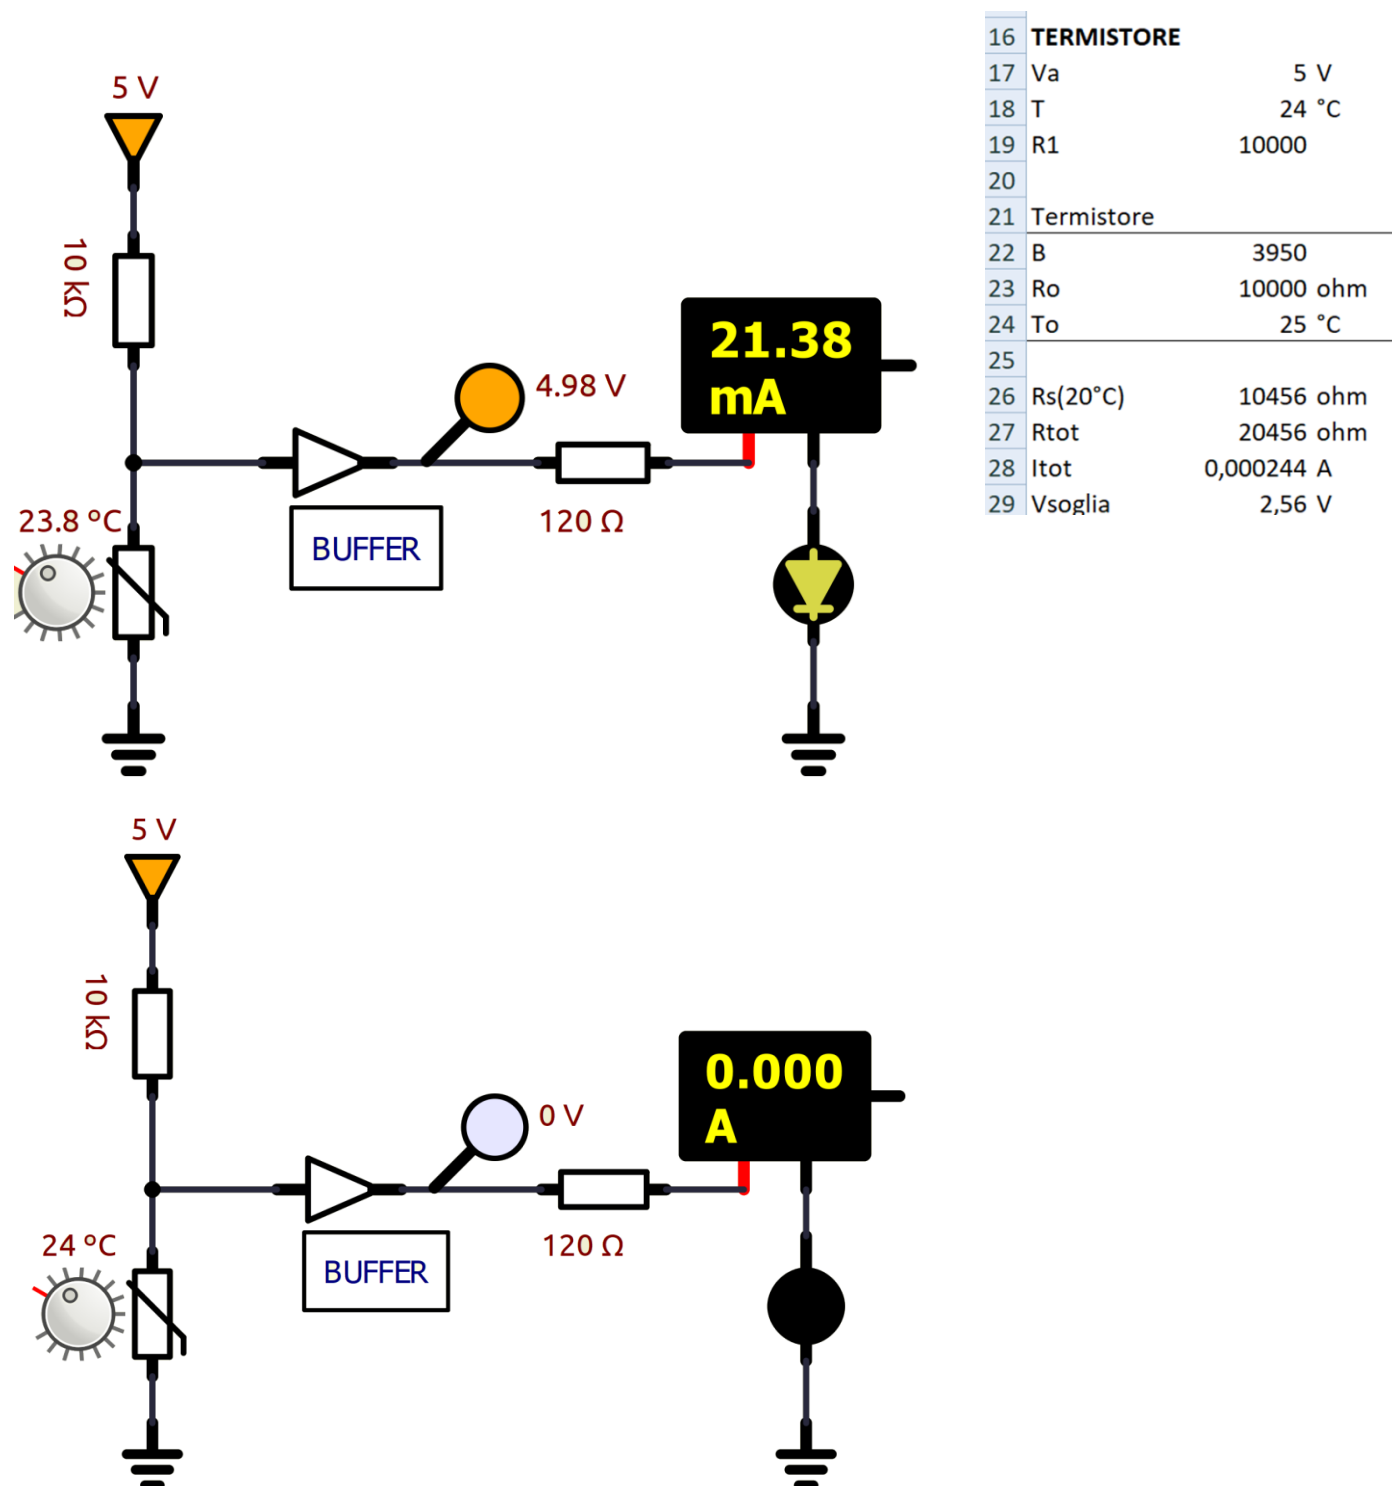 5 V
10 kΩ
4.98 V
21.38
mA
23.8 ºC
120 Ω
BUFFER
16 TERMISTORE
17 Va 5 V
18 T 24 °C
19 R1 10000
20
21 Termistore
22 B 3950
23 Ro 10000 ohm
24 To 25 °C
25
26 Rs(20°C) 10456 ohm
27 Rtot 20456 ohm
28 Itot 0,000244 A
29 Vsoglia 2,56 V
5 V
10 kΩ
0 V
0.000
A
24 ºC
120 Ω
BUFFER